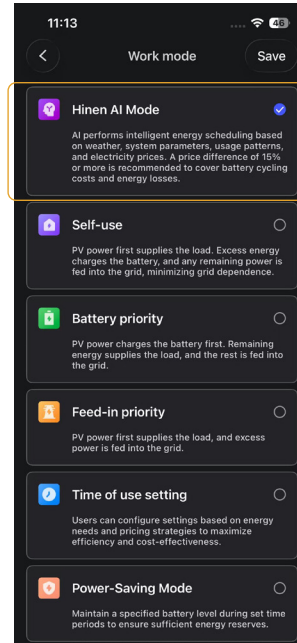 11:13
46
Work mode
Save
Hinen AI Mode
AI performs intelligent energy scheduling based
on weather, system parameters, usage patterns,
and electricity prices. A price difference of 15%
or more is recommended to cover battery cycling
costs and energy losses.
Self-use
PV power first supplies the load. Excess energy
charges the battery, and any remaining power is
fed into the grid, minimizing grid dependence.
Battery priority
PV power charges the battery first. Remaining
energy supplies the load, and the rest is fed into
the grid.
Feed-in priority
PV power first supplies the load, and excess
power is fed into the grid.
Time of use setting
Users can configure settings based on energy
needs and pricing strategies to maximize
efficiency and cost-effectiveness.
Power-Saving Mode
Maintain a specified battery level during set time
periods to ensure sufficient energy reserves.